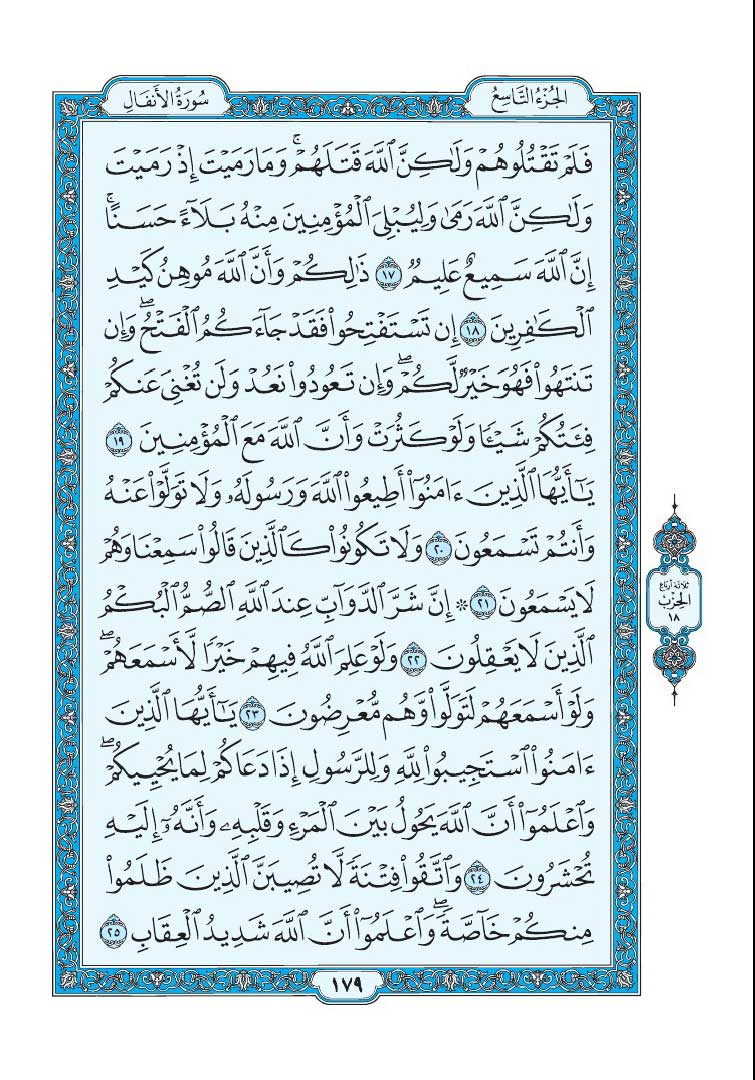 الجُزْءُ التَّاسِعُ
سُورَةُ الأَنفَالِ
فَلَمْ تَقْتُلُوهُمْ وَلَٰكِنَّ ٱللَّهَ قَتَلَهُمْۚ وَمَا رَمَيْتَ إِذْ رَمَيْتَ
وَلَٰكِنَّ ٱللَّهَ رَمَىٰ وَلِيُبْلِىَ ٱلْمُؤْمِنِينَ مِنْهُ بَلَآءً حَسَنًاۚ
إِنَّ ٱللَّهَ سَمِيعٌ عَلِيمٌ ١٧ ذَٰلِكُمْ وَأَنَّ ٱللَّهَ مُوهِنُ كَيْدِ
ٱلْكَٰفِرِينَ ١٨ إِن تَسْتَفْتِحُوا۟ فَقَدْ جَآءَكُمُ ٱلْفَتْحُۖ وَإِن
تَنتَهُوا۟ فَهُوَ خَيْرٌ لَّكُمْۖ وَإِن تَعُودُوا۟ نَعُدْ وَلَن تُغْنِىَ عَنكُمْ
فِئَتُكُمْ شَيْـًٔا وَلَوْ كَثُرَتْ وَأَنَّ ٱللَّهَ مَعَ ٱلْمُؤْمِنِينَ ١٩
يَٰٓأَيُّهَا ٱلَّذِينَ ءَامَنُوٓا۟ أَطِيعُوا۟ ٱللَّهَ وَرَسُولَهُۥ وَلَا تَوَلَّوْا۟ عَنْهُ
وَأَنتُمْ تَسْمَعُونَ ٢٠ وَلَا تَكُونُوا۟ كَٱلَّذِينَ قَالُوا۟ سَمِعْنَا وَهُمْ
لَا يَسْمَعُونَ ٢١ ۞ إِنَّ شَرَّ ٱلدَّوَآبِّ عِندَ ٱللَّهِ ٱلصُّمُّ ٱلْبُكْمُ
ٱلَّذِينَ لَا يَعْقِلُونَ ٢٢ وَلَوْ عَلِمَ ٱللَّهُ فِيهِمْ خَيْرًا لَّأَسْمَعَهُمْۖ
وَلَوْ أَسْمَعَهُمْ لَتَوَلَّوا۟ وَّهُم مُّعْرِضُونَ ٢٣ يَٰٓأَيُّهَا ٱلَّذِينَ
ءَامَنُوا۟ ٱسْتَجِيبُوا۟ لِلَّهِ وَلِلرَّسُولِ إِذَا دَعَاكُمْ لِمَا يُحْيِيكُمْۖ
وَٱعْلَمُوٓا۟ أَنَّ ٱللَّهَ يَحُولُ بَيْنَ ٱلْمَرْءِ وَقَلْبِهِۦ وَأَنَّهُۥٓ إِلَيْهِ
تُحْشَرُونَ ٢٤ وَٱتَّقُوا۟ فِتْنَةً لَّا تُصِيبَنَّ ٱلَّذِينَ ظَلَمُوا۟
مِنكُمْ خَآصَّةًۖ وَٱعْلَمُوٓا۟ أَنَّ ٱللَّهَ شَدِيدُ ٱلْعِقَابِ ٢٥
ثلاثة أرباع
الحزب
١٨
١٧٩